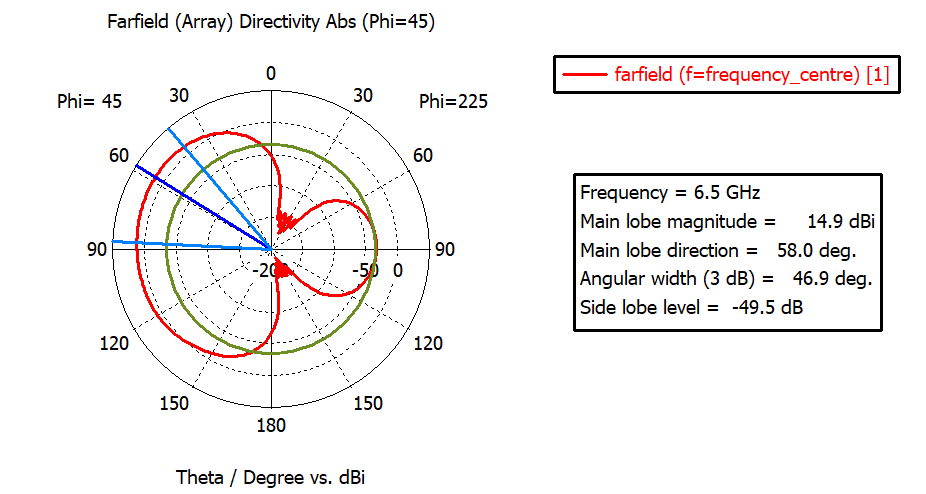 Farfield (Array) Directivity Abs (Phi=45)
farfield (f=frequency_centre) [1]
0
Phi= 45
30
30
Phi=225
60
60
90
-200
-50
0
90
120
120
150
150
180
Frequency = 6.5 GHz
Main lobe magnitude = 14.9 dBi
Main lobe direction = 58.0 deg.
Angular width (3 dB) = 46.9 deg.
Side lobe level = -49.5 dB
Theta / Degree vs. dBi